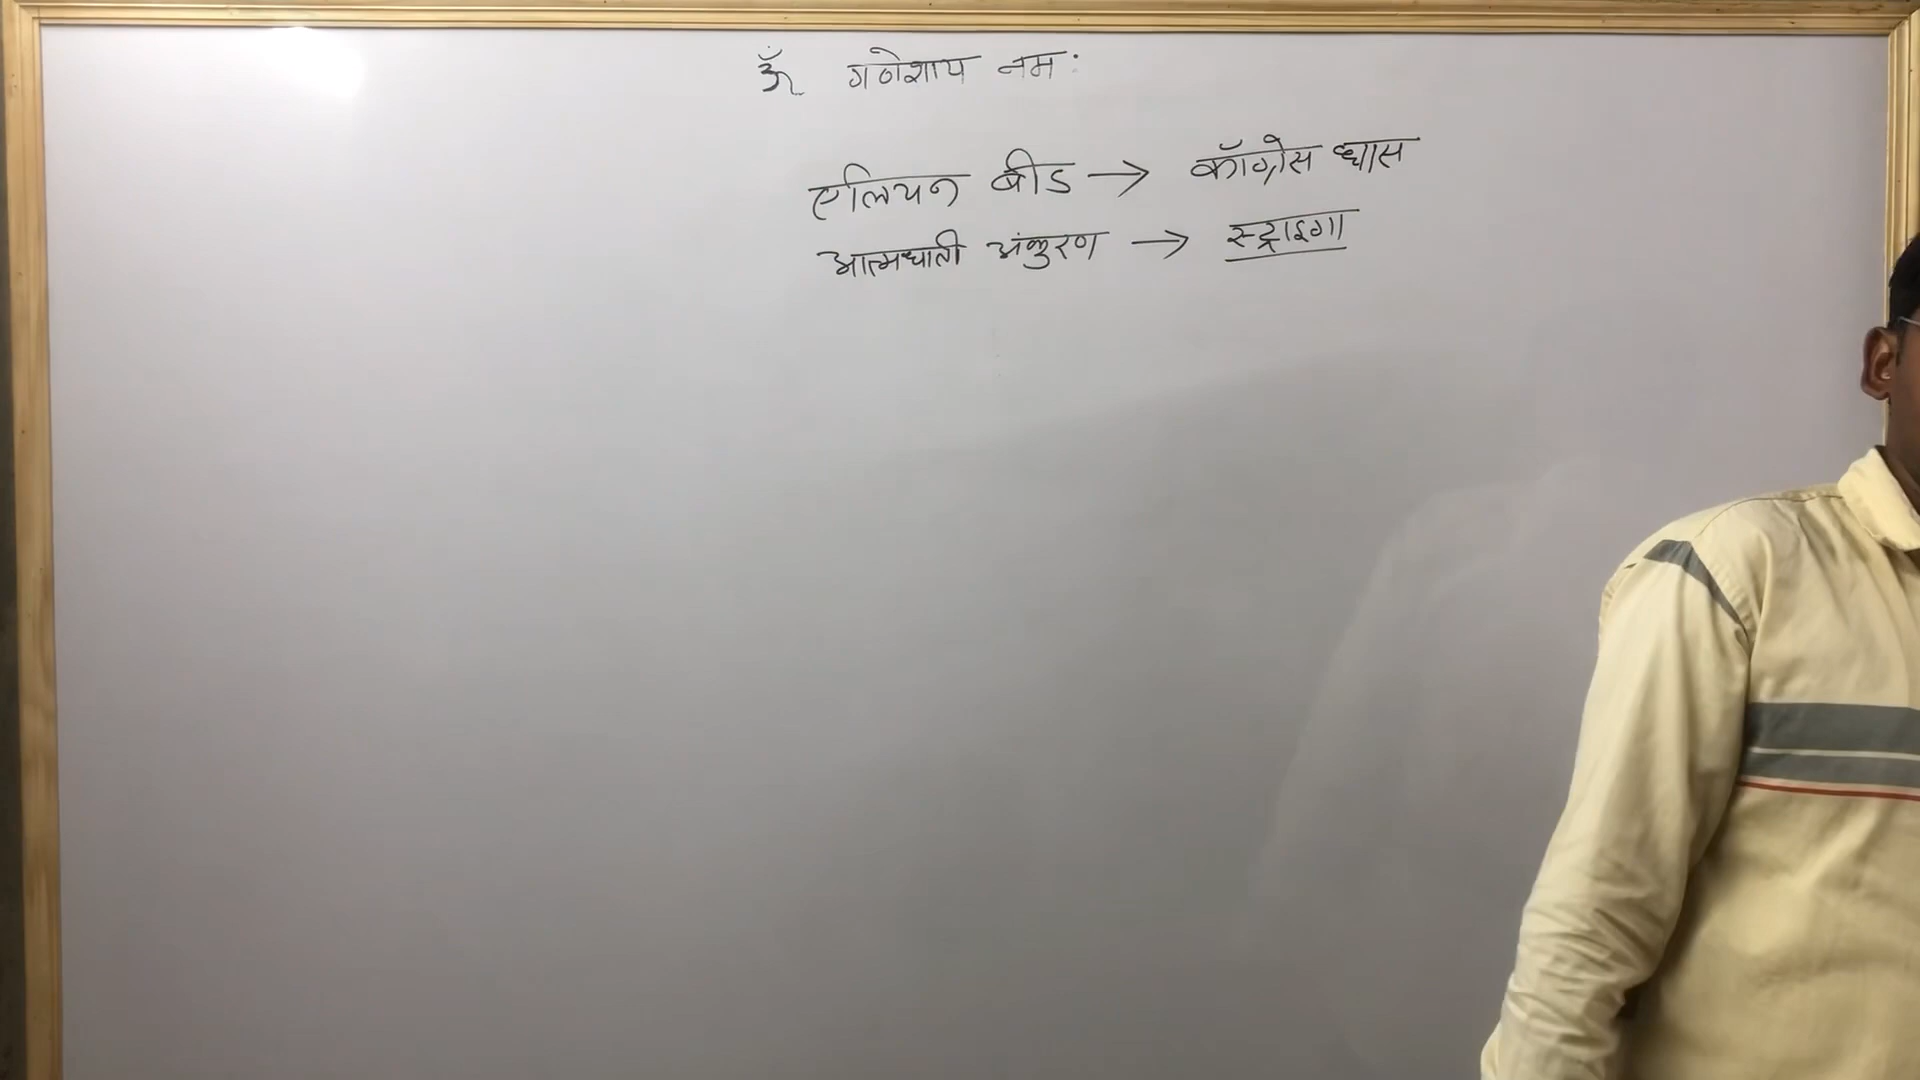 ॐ गणेशाय नमः
एलियन बीड → कॉग्रेस घास
आत्मघाती अंकुरण → स्ट्राइगा